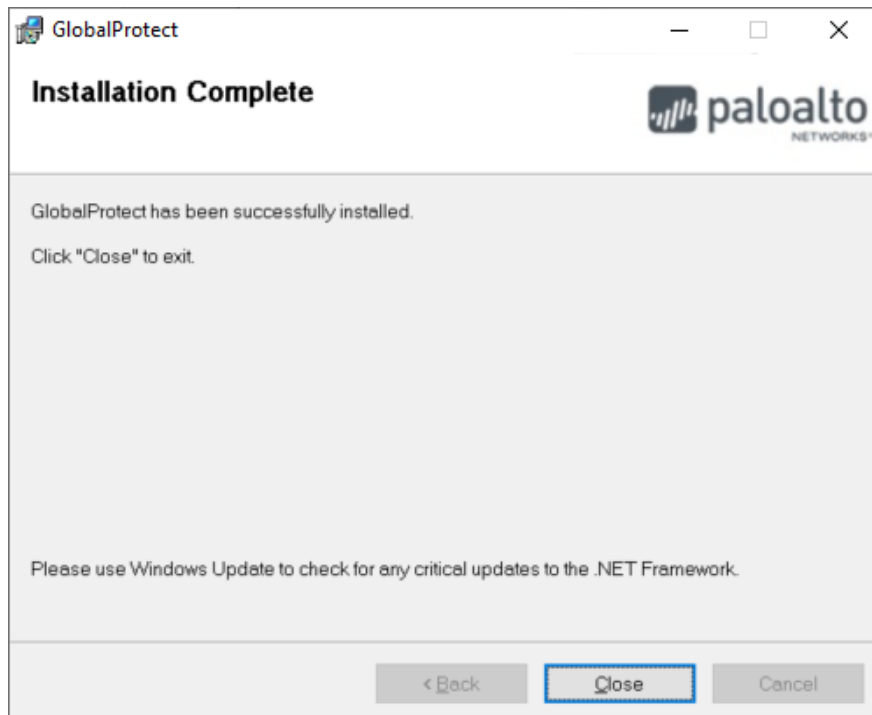 GlobalProtect
Installation Complete
paloalto
NETWORKS
GlobalProtect has been successfully installed.
Click "Close" to exit.
Please use Windows Update to check for any critical updates to the .NET Framework.
< Back
Close
Cancel